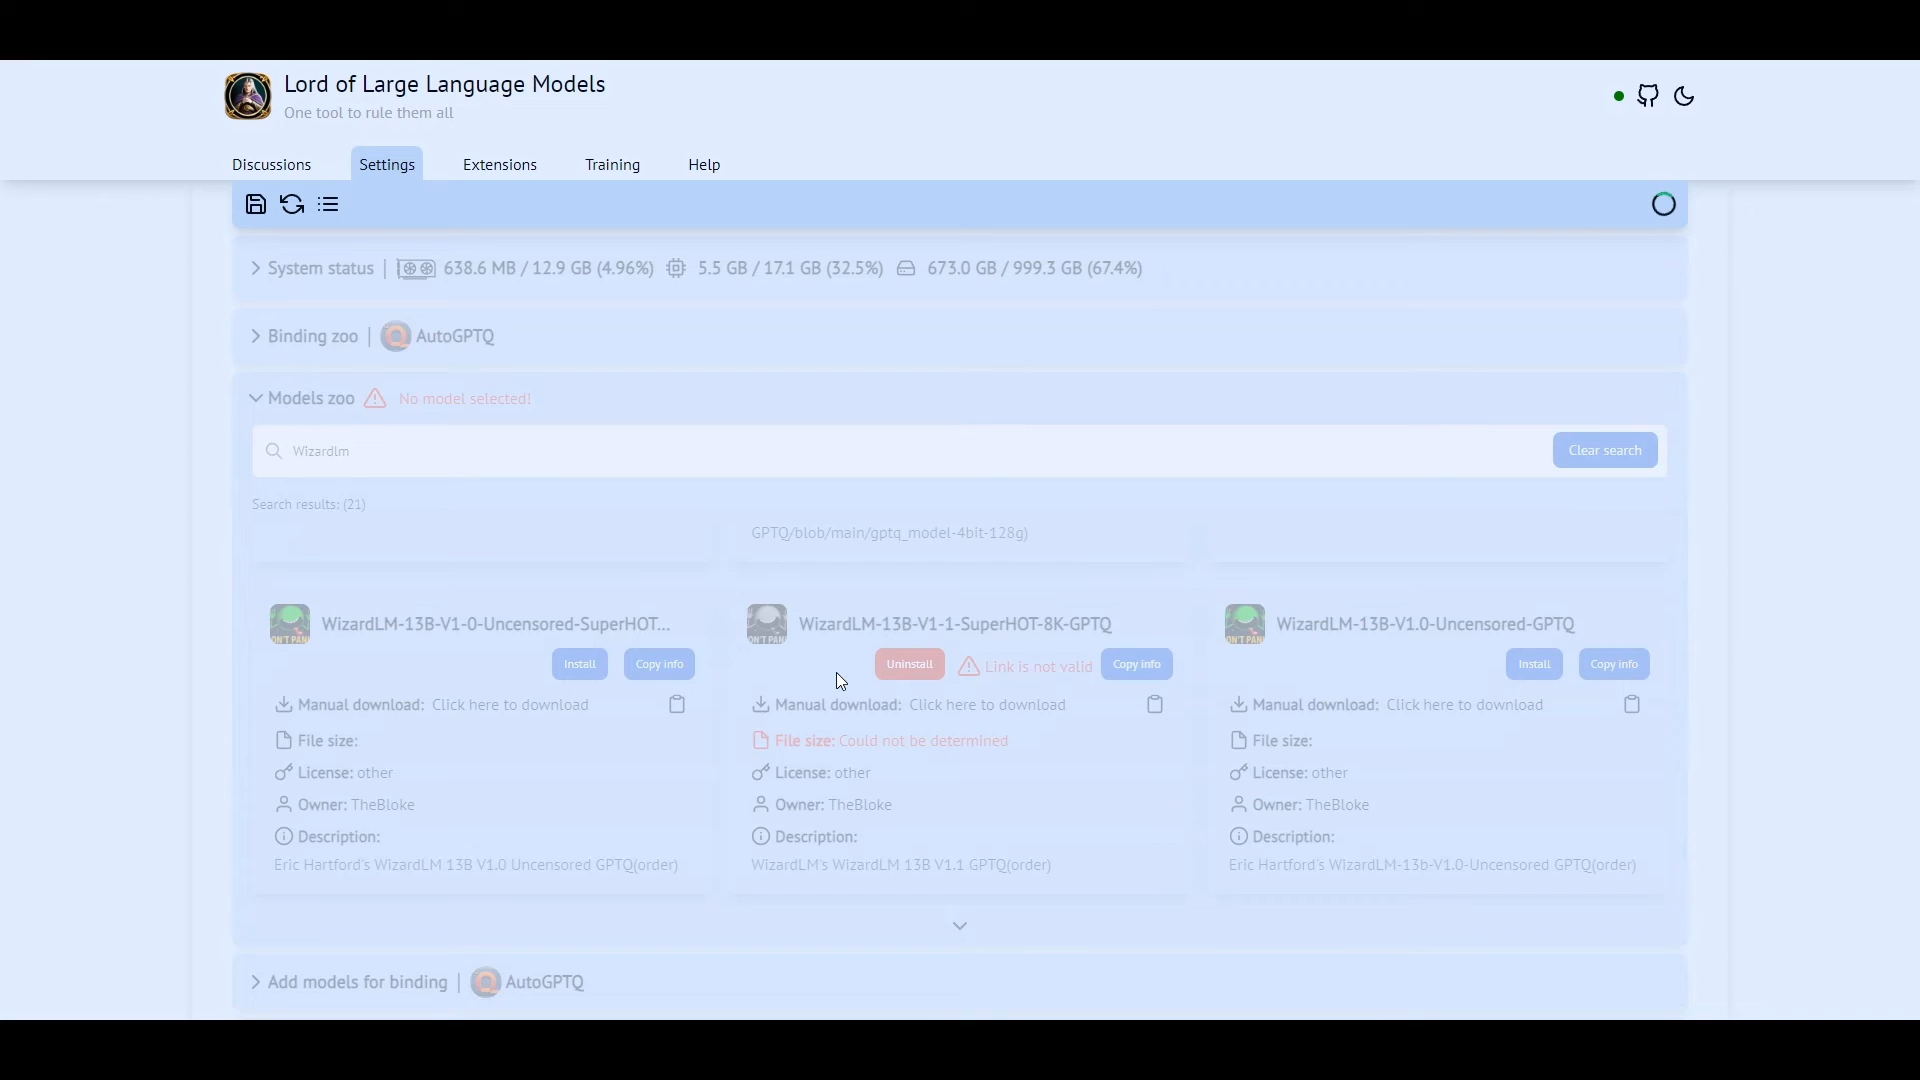 Lord of Large Language Models
One tool to rule them all
Discussions Settings Extensions Training Help
System status | 638.6 MB / 12.9 GB (4.96%) 5.5 GB / 17.1 GB (32.5%) 673.0 GB / 999.3 GB (67.4%)
Binding zoo | AutoGPTQ
Models zoo No model selected!
Wizardlm Clear search
Search results: (21)
GPTQ/blob/main/gptq_model-4bit-128g)
WizardLM-13B-V1-0-Uncensored-SuperHOT...
Install Copy info
Manual download: Click here to download
File size:
License: other
Owner: TheBloke
Description:
Eric Hartford's WizardLM 13B V1.0 Uncensored GPTQ(order)
WizardLM-13B-V1-1-SuperHOT-8K-GPTQ
Uninstall Link is not valid Copy info
Manual download: Click here to download
File size: Could not be determined
License: other
Owner: TheBloke
Description:
WizardLM's WizardLM 13B V1.1 GPTQ(order)
WizardLM-13B-V1.0-Uncensored-GPTQ
Install Copy info
Manual download: Click here to download
File size:
License: other
Owner: TheBloke
Description:
Eric Hartford's WizardLM-13b-V1.0-Uncensored GPTQ(order)
Add models for binding | AutoGPTQ